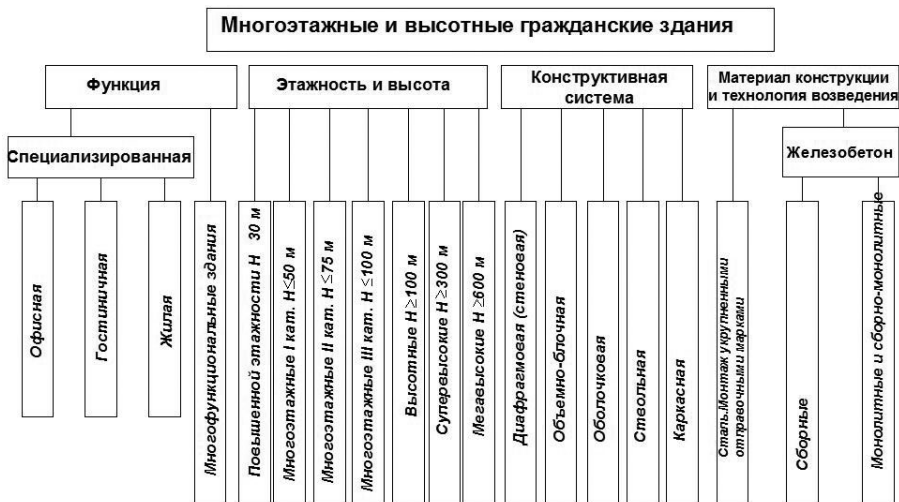 Многоэтажные и высотные гражданские здания
Функция
Этажность и высота
Конструктивная
система
Материал конструкции
и технология возведения
Специализированная
Железобетон
Офисная
Гостиничная
Жилая
Многофункциональные здания
Повышенной этажности H 30 м
Многоэтажные I кат. H≤50 м
Многоэтажные II кат. H ≤75 м
Многоэтажные III кат. H ≤100 м
Высотные H ≥100 м
Супервысокие H ≥300 м
Мегавысокие H ≥600 м
Диафрагмовая (стеновая)
Объемно-блочная
Оболочковая
Ствольная
Каркасная
Сталь.Монтаж укрупненными
отправочными марками
Сборные
Монолитные и сборно-монолитные